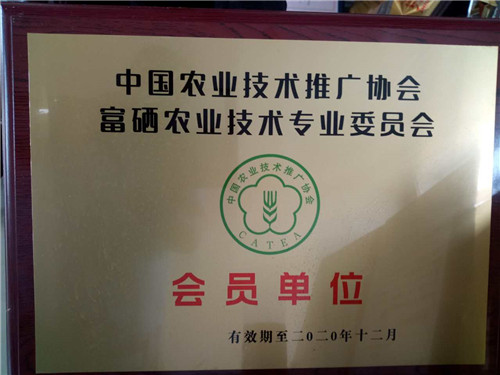 中国农业技术推广协会
富硒农业技术专业委员会
中国农业技术推广协会
CATEA
会员单位
有效期至二〇二〇年十二月